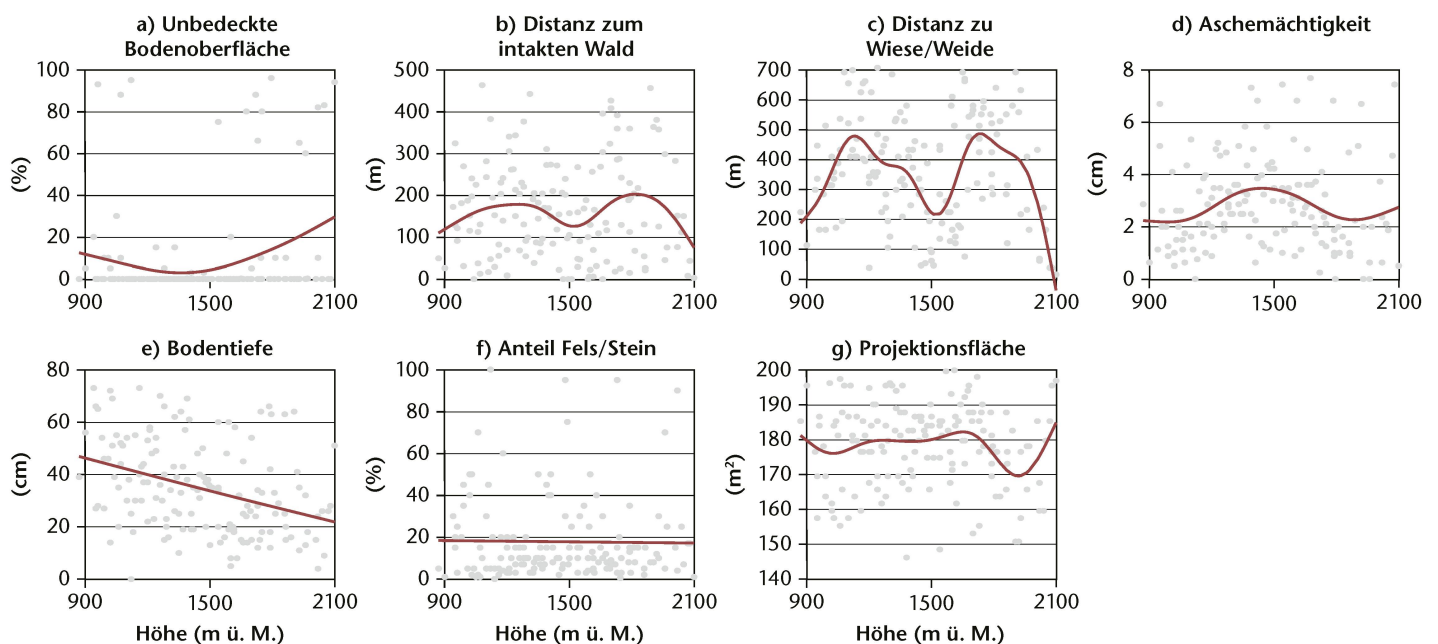 a) Unbedeckte
Bodenoberfläche
b) Distanz zum
intakten Wald
c) Distanz zu
Wiese/Weide
d) Aschemächtigkeit
(%)
100
80
60
40
20
0
900 1500 2100
(m)
500
400
300
200
100
0
900 1500 2100
(m)
700
600
500
400
300
200
100
0
900 1500 2100
(cm)
8
6
4
2
0
900 1500 2100
e) Bodentiefe
f) Anteil Fels/Stein
g) Projektionsfläche
(cm)
80
60
40
20
0
900 1500 2100
Höhe (m ü. M.)
(%)
100
80
60
40
20
0
900 1500 2100
Höhe (m ü. M.)
(m²)
200
190
180
170
160
150
140
900 1500 2100
Höhe (m ü. M.)